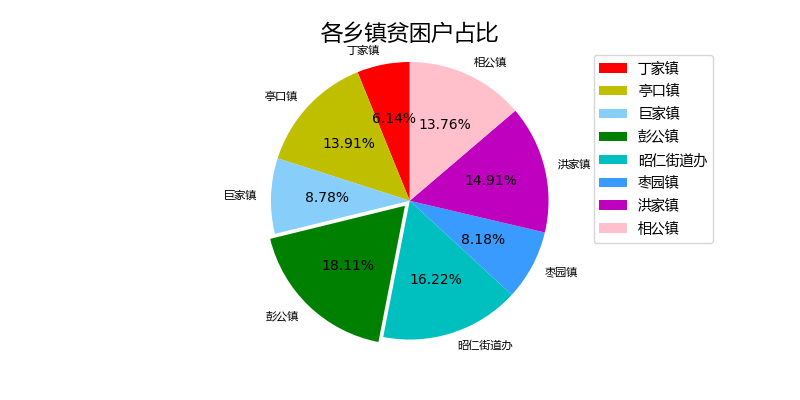 各乡镇贫困户占比
丁家镇
6.14%
亭口镇
13.91%
巨家镇
8.78%
彭公镇
18.11%
昭仁街道办
16.22%
枣园镇
8.18%
洪家镇
14.91%
相公镇
13.76%
丁家镇
亭口镇
巨家镇
彭公镇
昭仁街道办
枣园镇
洪家镇
相公镇